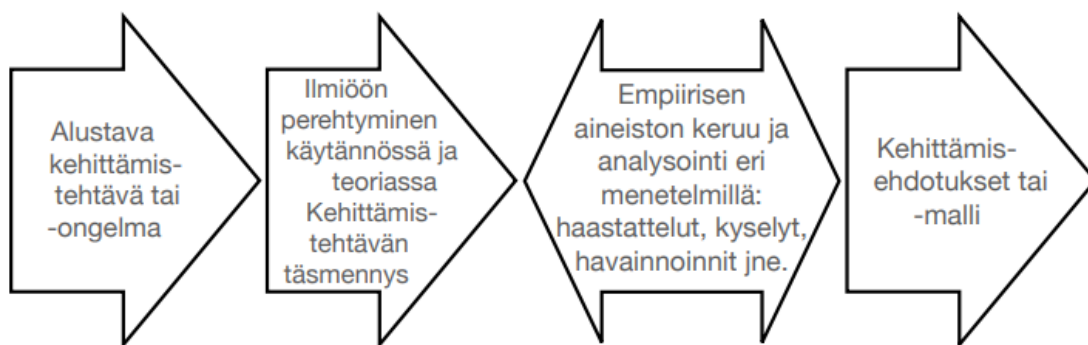 Alustava
kehittämis-
tehtävä tai
-ongelma
Ilmiöön
perehtyminen
käytännössä ja
teoriassa
Kehittämis-
tehtävän
täsmennys
Empiirisen
aineiston keruu ja
analysointi eri
menetelmillä:
haastattelut, kyselyt,
havainnoinnit jne.
Kehittämis-
ehdotukset tai
-malli